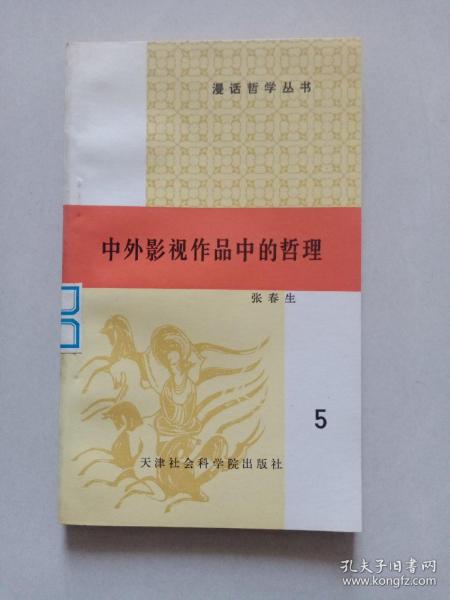 漫话哲学丛书
中外影视作品中的哲理
张春生
5
天津社会科学院出版社
孔夫子旧书网
www.kongfz.com